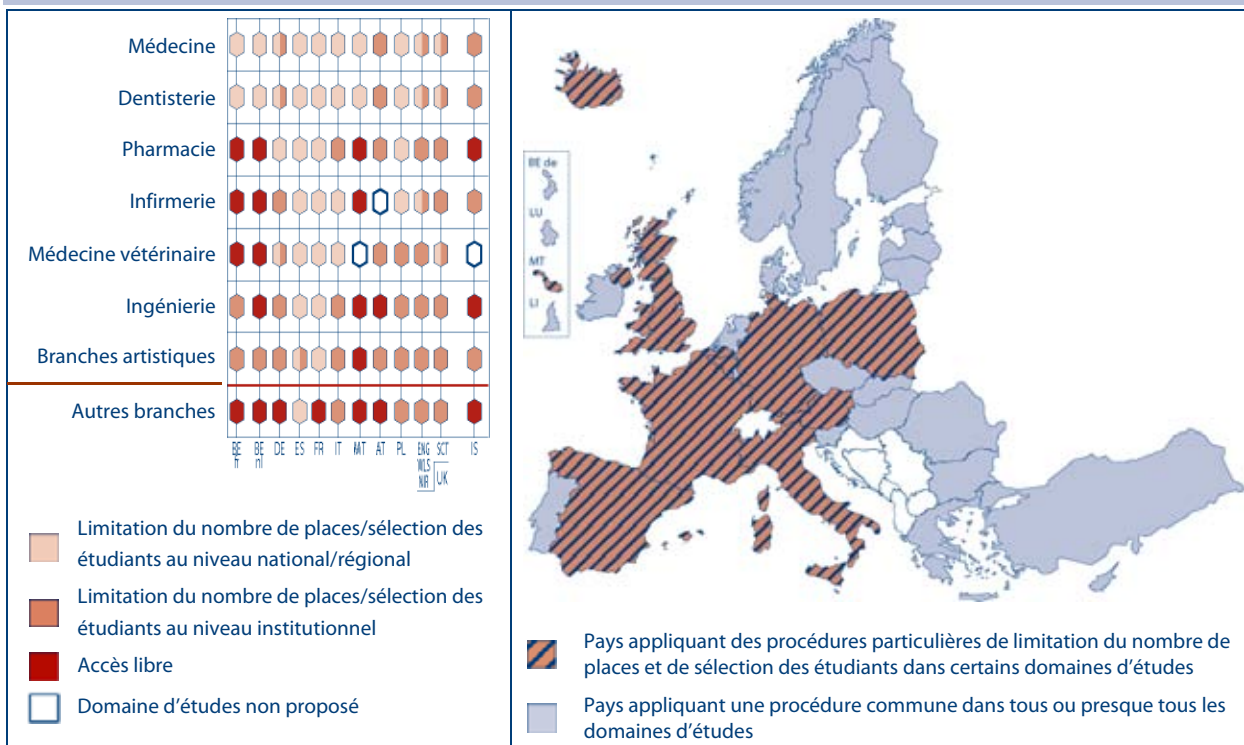 Médecine
Dentisterie
Pharmacie
Infirmerie
Médecine vétérinaire
Ingénierie
Branches artistiques
Autres branches
BE fr
BE nl
DE
ES
FR
IT
MT
AT
PL
ENG
WLS
NIR
SCT
UK
IS
Limitation du nombre de places/sélection des
étudiants au niveau national/régional
Limitation du nombre de places/sélection des
étudiants au niveau institutionnel
Accès libre
Domaine d'études non proposé
BE de
LU
MT
LI
Pays appliquant des procédures particulières de limitation du nombre de
places et de sélection des étudiants dans certains domaines d'études
Pays appliquant une procédure commune dans tous ou presque tous les
domaines d'études